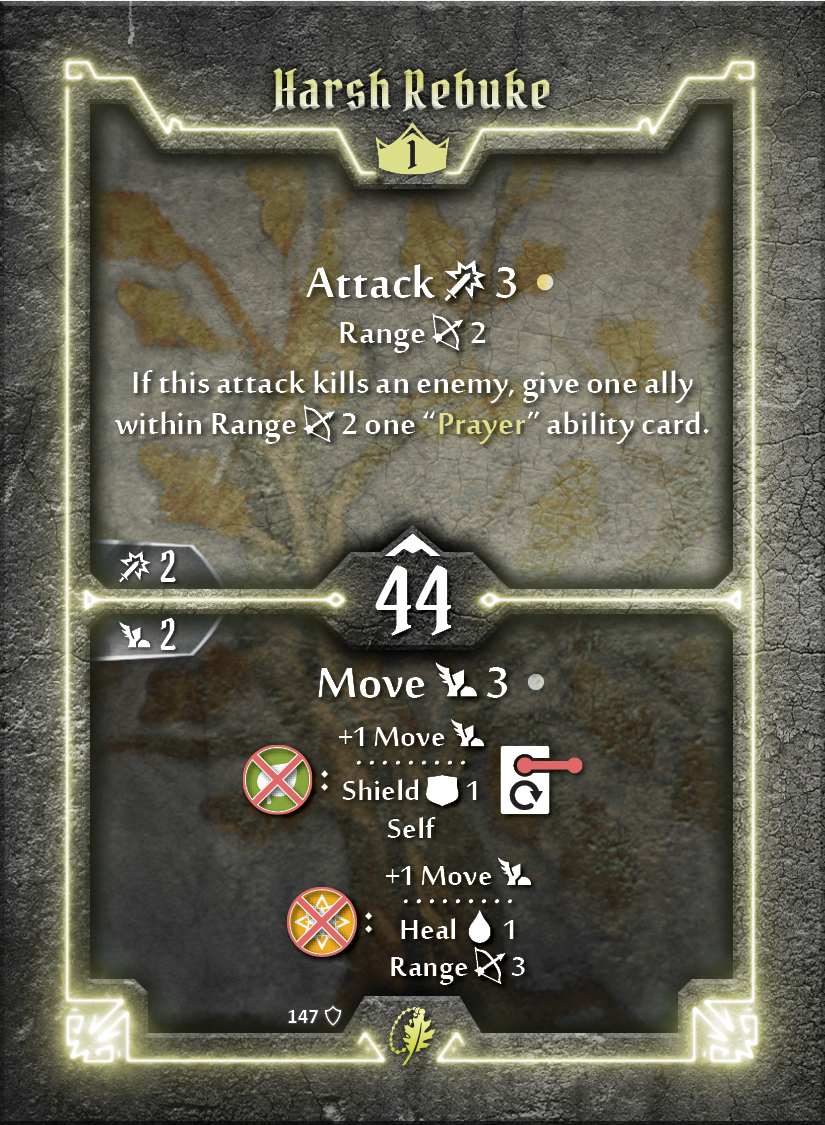 Harsh Rebuke
1
Attack 3
Range 2
If this attack kills an enemy, give one ally
within Range 2 one “Prayer” ability card.
2
44
2
Move 3
+1 Move
: Shield 1
Self
+1 Move
: Heal 1
Range 3
147